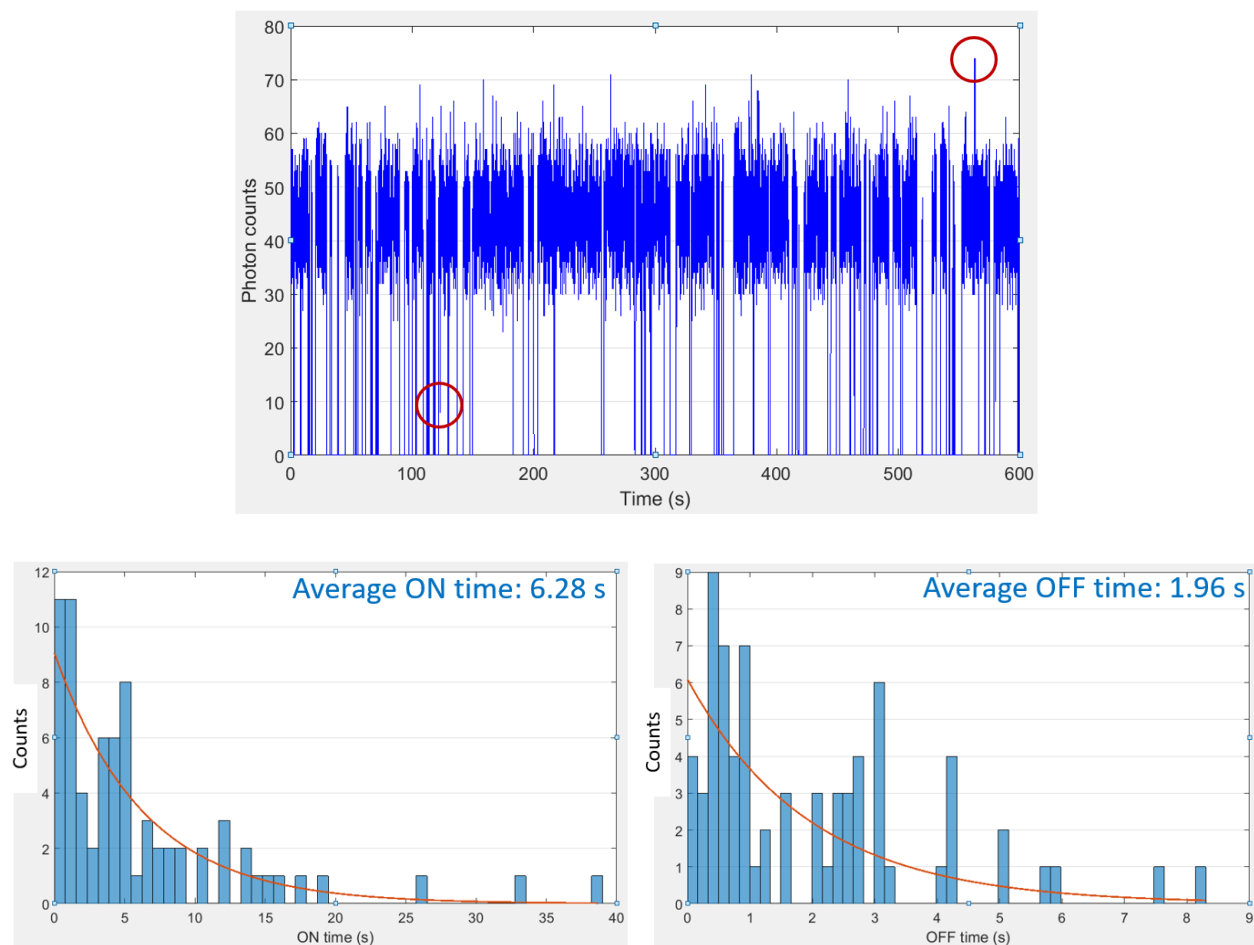 80
70
60
50
40
30
20
10
0
Photon counts
0 100 200 300 400 500 600
Time (s)
Average ON time: 6.28 s
12
10
8
6
4
2
0
Counts
0 5 10 15 20 25 30 35 40
ON time (s)
Average OFF time: 1.96 s
9
8
7
6
5
4
3
2
1
0
Counts
0 1 2 3 4 5 6 7 8 9
OFF time (s)